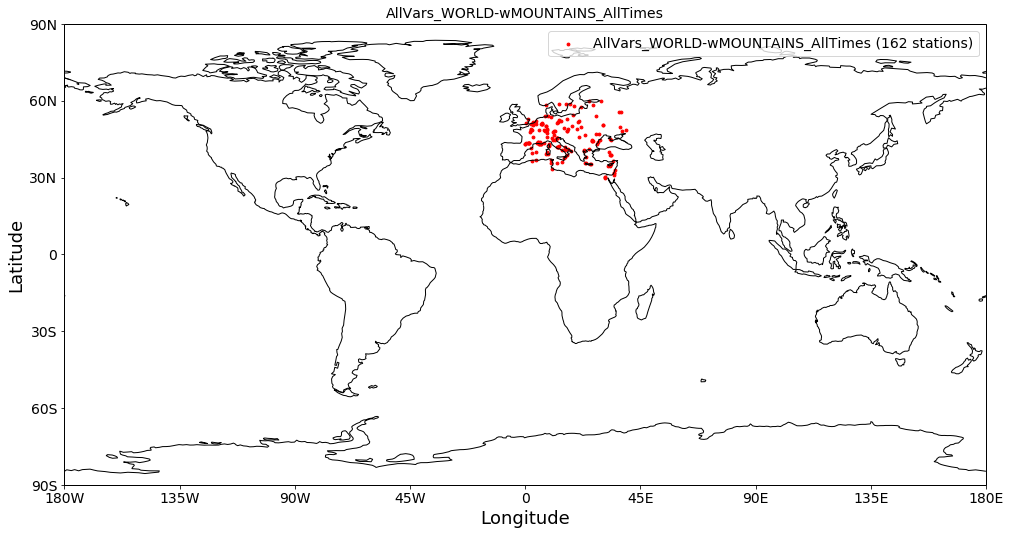 AllVars_WORLD-wMOUNTAINS_AllTimes
90N
AllVars_WORLD-wMOUNTAINS_AllTimes (162 stations)
60N
30N
0
30S
60S
90S
Latitude
180W 135W 90W 45W 0 45E 90E 135E 180E
Longitude